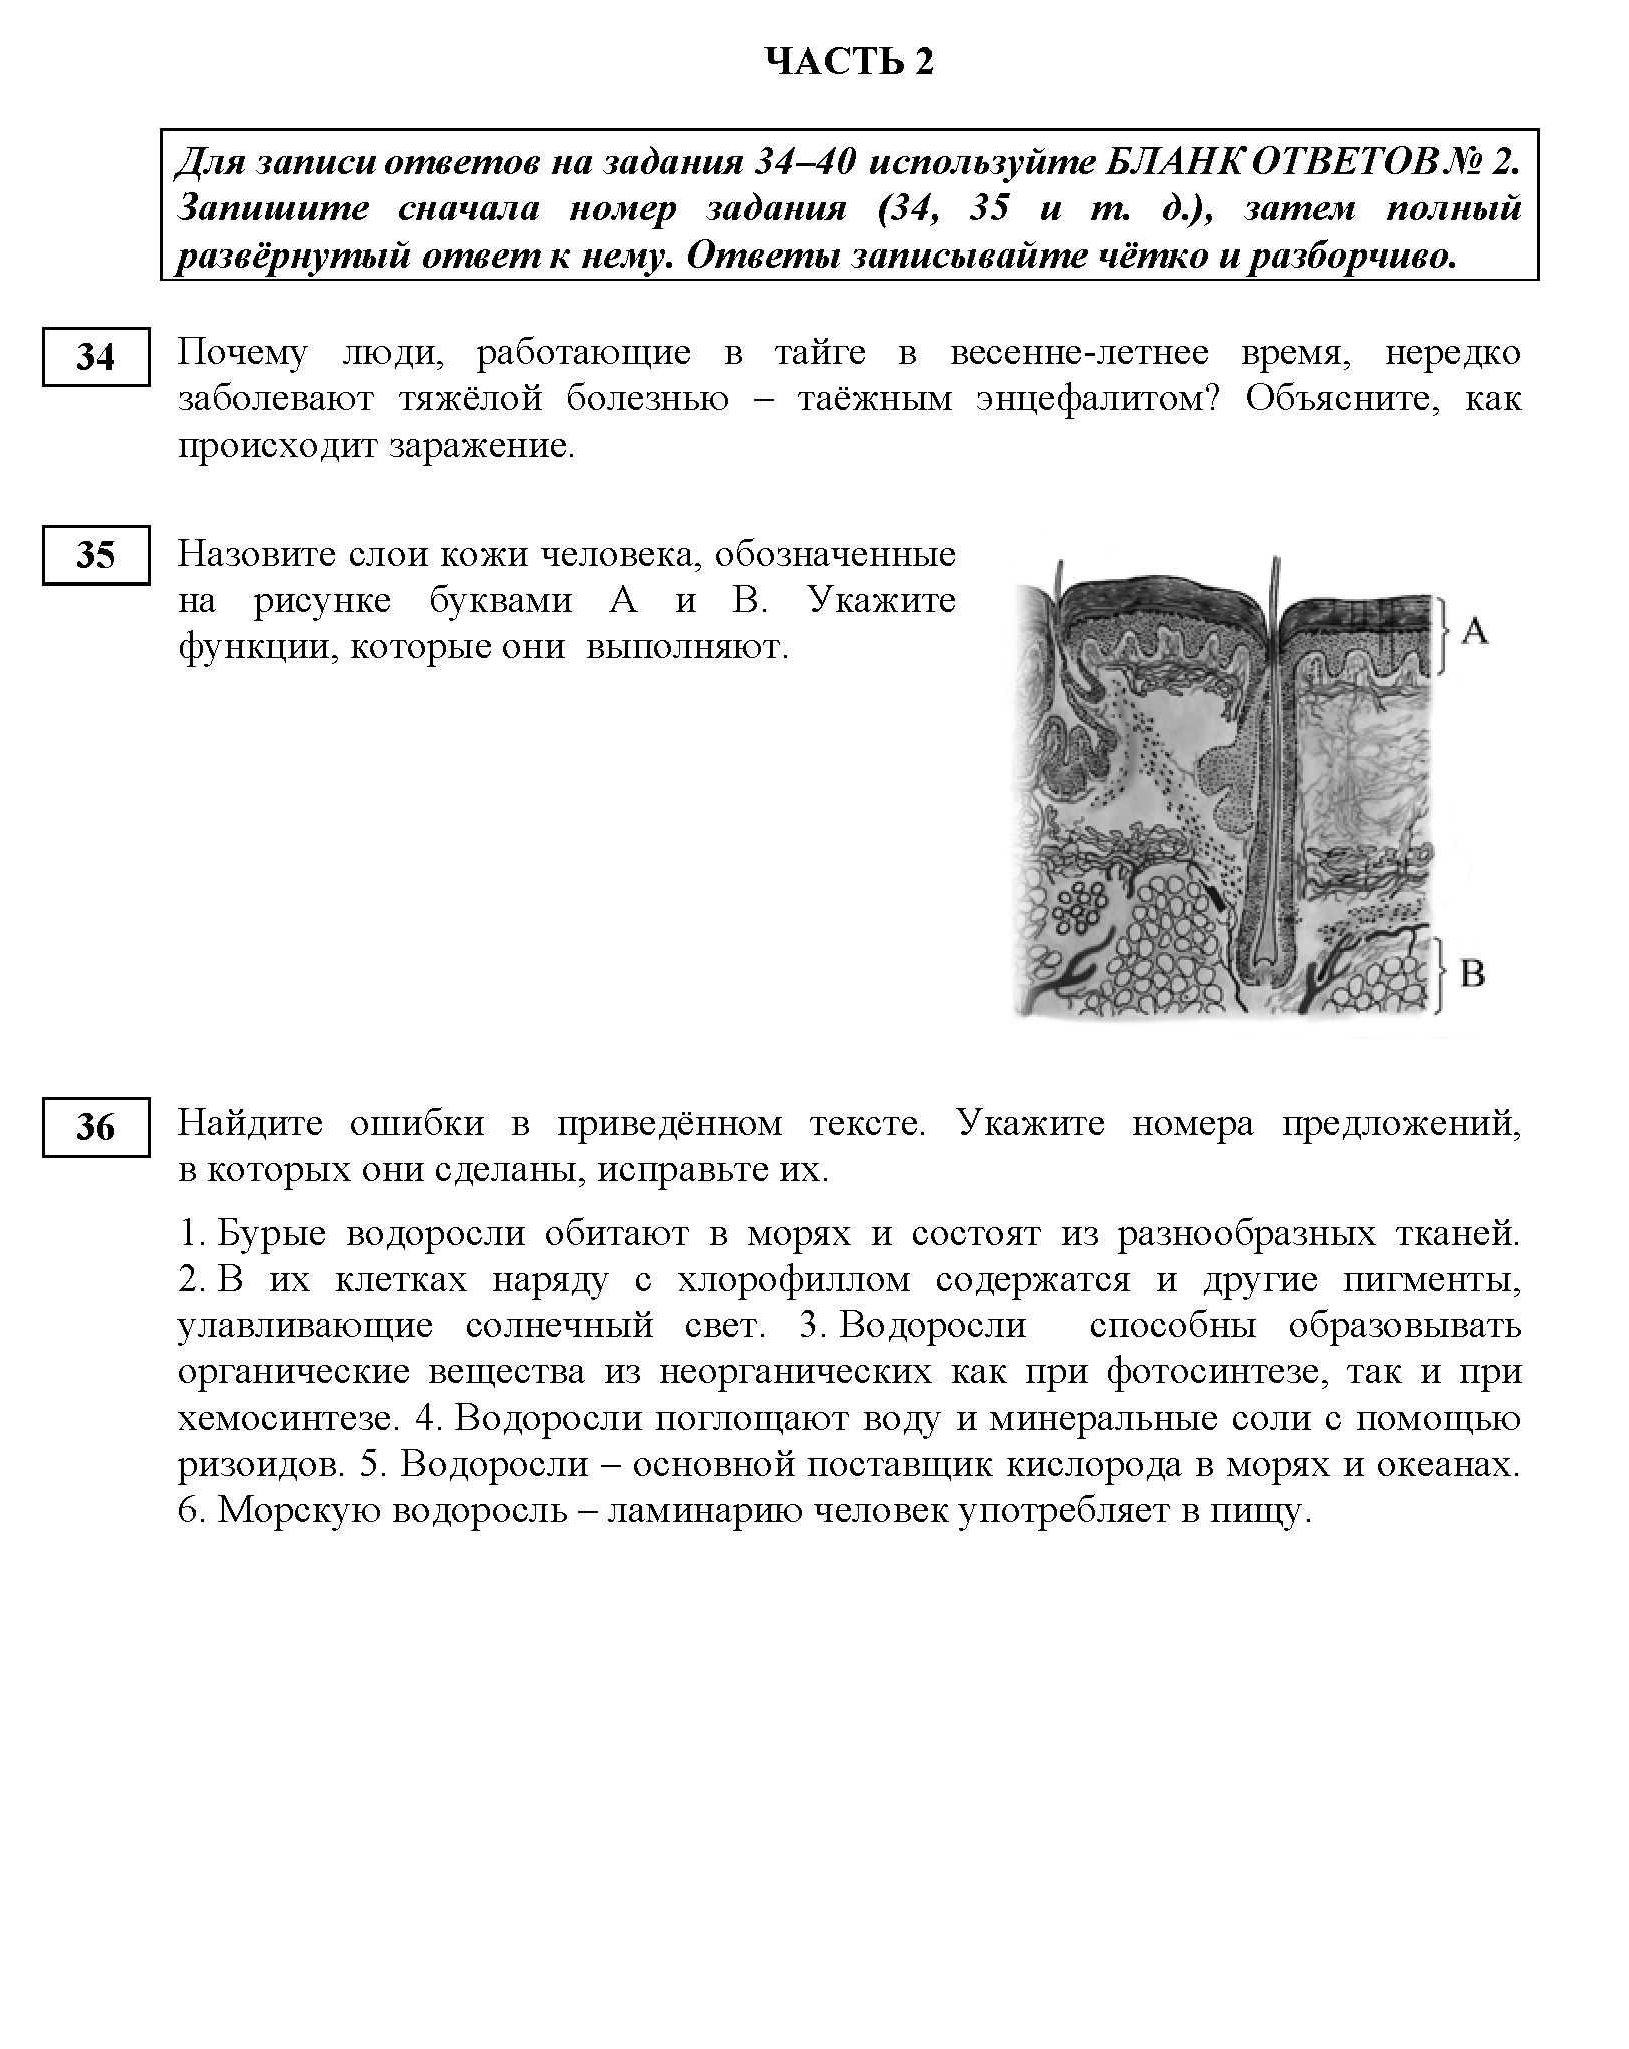 ЧАСТЬ 2
Для записи ответов на задания 34–40 используйте БЛАНК ОТВЕТОВ № 2.
Запишите сначала номер задания (34, 35 и т. д.), затем полный
развёрнутый ответ к нему. Ответы записывайте чётко и разборчиво.
34
Почему люди, работающие в тайге в весенне-летнее время, нередко
заболевают тяжёлой болезнью – таёжным энцефалитом? Объясните, как
происходит заражение.
35
Назовите слои кожи человека, обозначенные
на рисунке буквами А и В. Укажите
функции, которые они выполняют.
А
В
36
Найдите ошибки в приведённом тексте. Укажите номера предложений,
в которых они сделаны, исправьте их.
1. Бурые водоросли обитают в морях и состоят из разнообразных тканей.
2. В их клетках наряду с хлорофиллом содержатся и другие пигменты,
улавливающие солнечный свет. 3. Водоросли способны образовывать
органические вещества из неорганических как при фотосинтезе, так и при
хемосинтезе. 4. Водоросли поглощают воду и минеральные соли с помощью
ризоидов. 5. Водоросли – основной поставщик кислорода в морях и океанах.
6. Морскую водоросль – ламинарию человек употребляет в пищу.